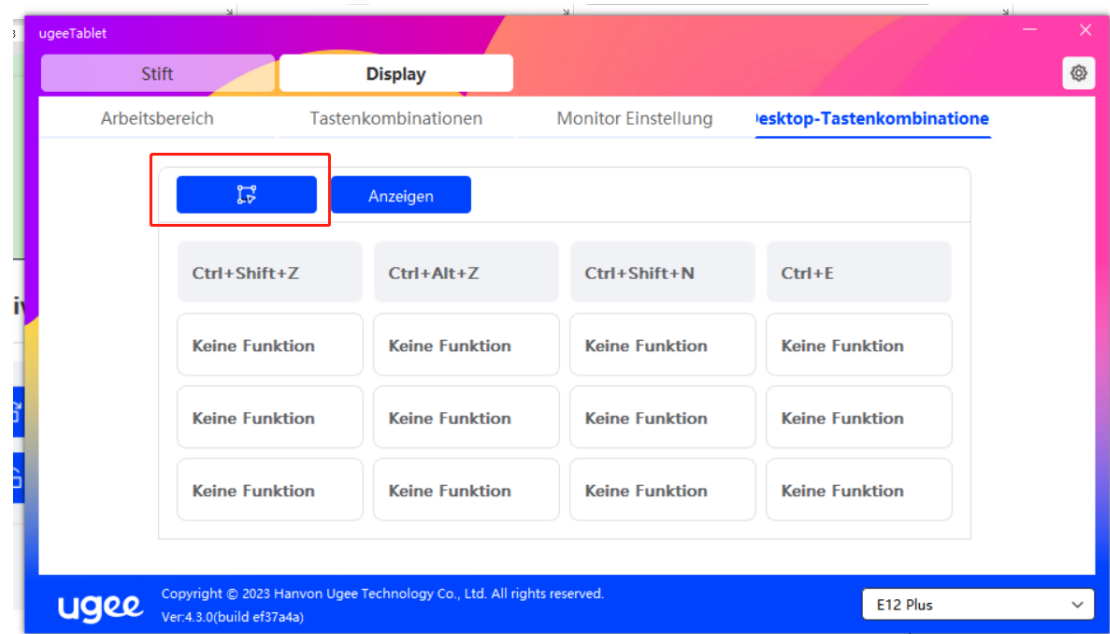 ugeeTablet
Stift
Display
Arbeitsbereich
Tastenkombinationen
Monitor Einstellung
esktop-Tastenkombinatione
Anzeigen
Ctrl+Shift+Z
Ctrl+Alt+Z
Ctrl+Shift+N
Ctrl+E
Keine Funktion
Keine Funktion
Keine Funktion
Keine Funktion
Keine Funktion
Keine Funktion
Keine Funktion
Keine Funktion
Keine Funktion
Keine Funktion
Keine Funktion
Keine Funktion
ugee
Copyright © 2023 Hanvon Ugee Technology Co., Ltd. All rights reserved.
Ver:4.3.0(build ef37a4a)
E12 Plus